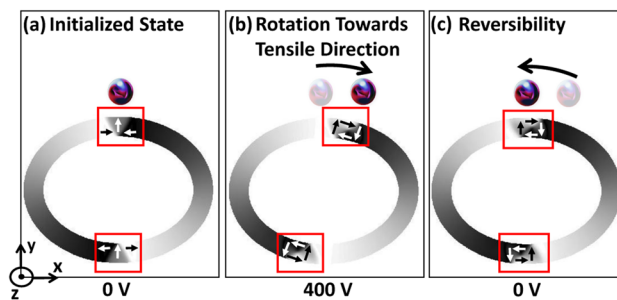 (a) Initialized State
(b) Rotation Towards
Tensile Direction
(c) Reversibility
y
x
z
0 V
400 V
0 V